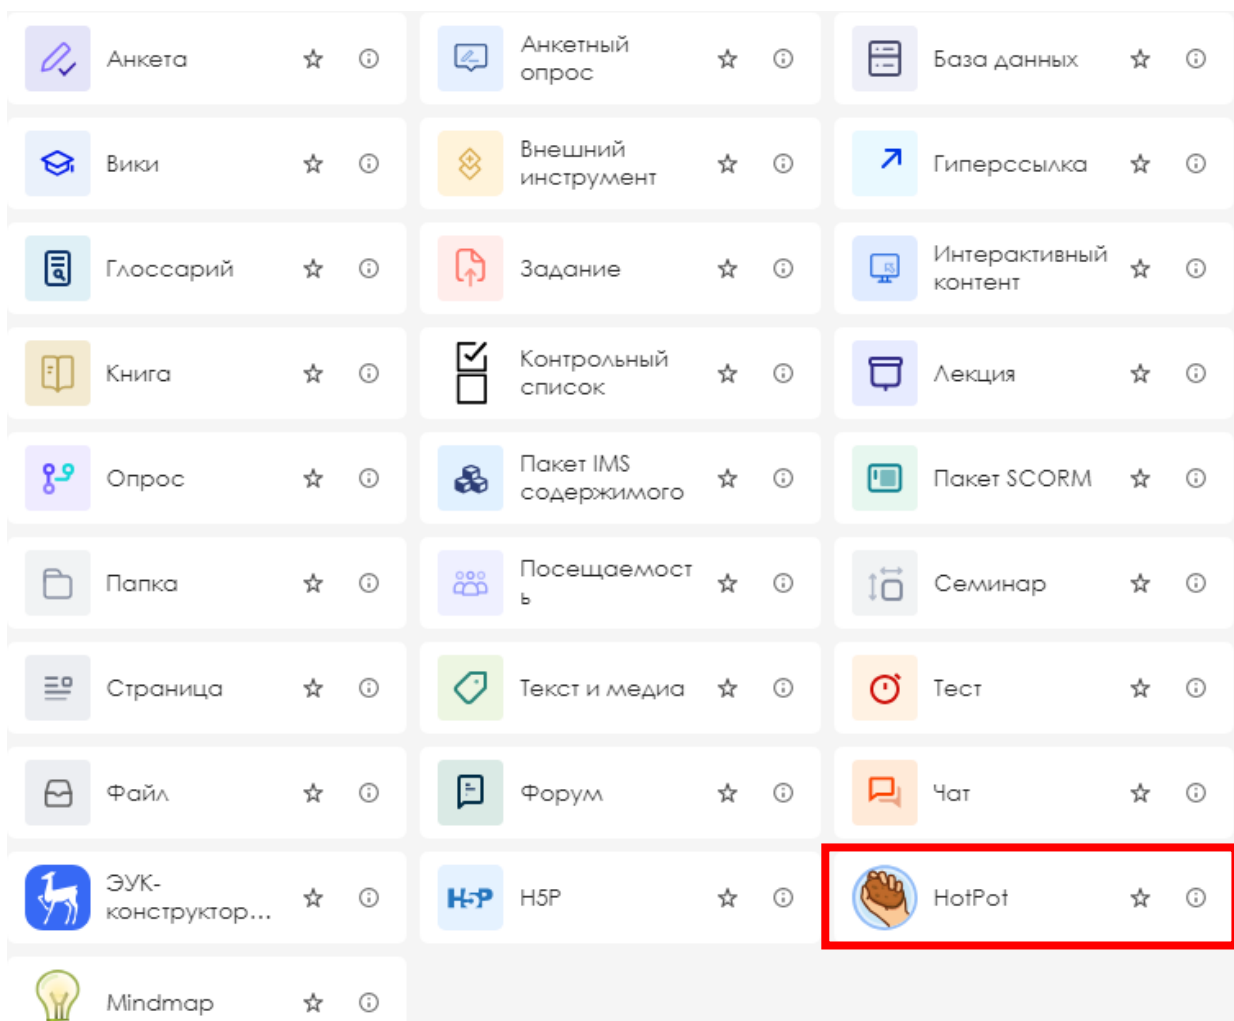 Анкета
Анкетный
опрос
База данных
Вики
Внешний
инструмент
Гиперссылка
Глоссарий
Задание
Интерактивный
контент
Книга
Контрольный
список
Лекция
Опрос
Пакет IMS
содержимого
Пакет SCORM
Папка
Посещаемост
ь
Семинар
Страница
Текст и медиа
Тест
Файл
Форум
Чат
ЭУК-
конструктор...
H5P
H5P
HotPot
Mindmap